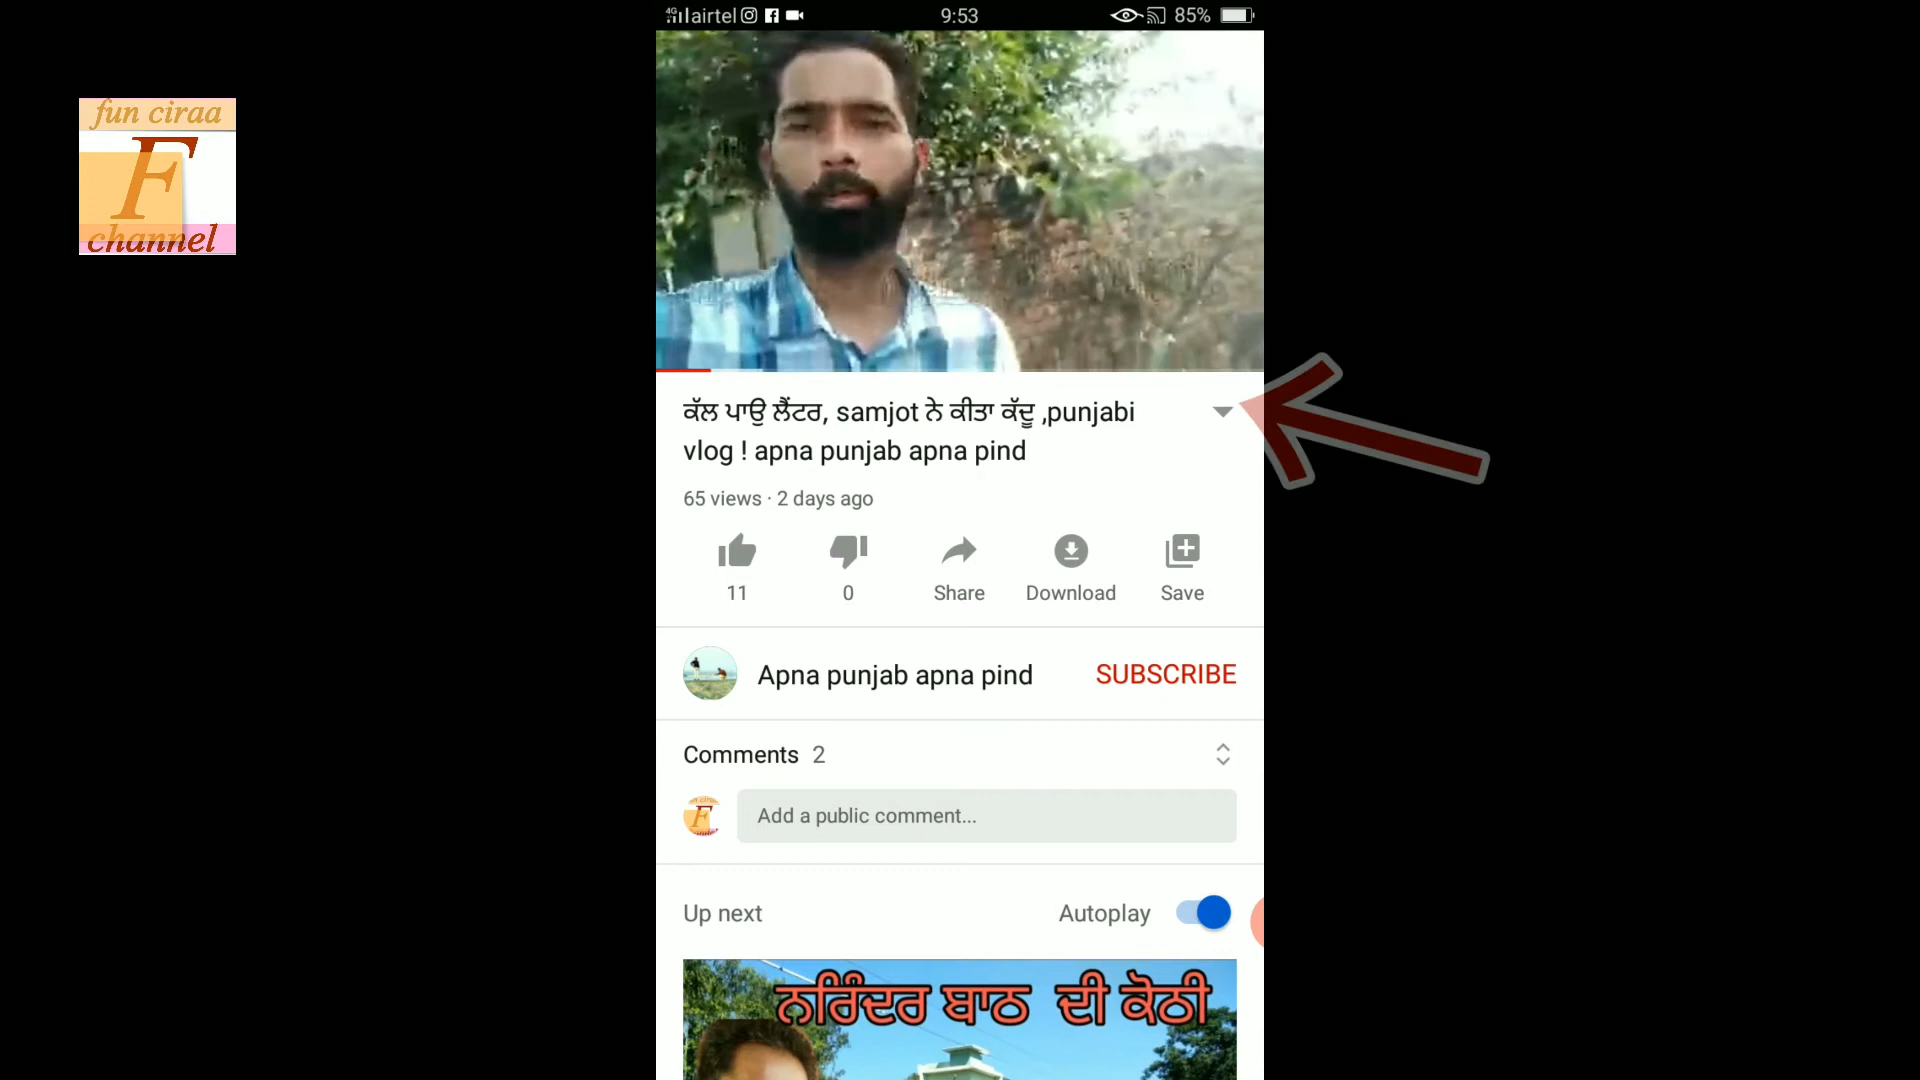 4G airtel 9:53 85%
fun ciraa
F
channel
ਕੱਲ ਪਾਉ ਲੈਂਟਰ, samjot ਨੇ ਕੀਤਾ ਕੱਦੂ ,punjabi
vlog ! apna punjab apna pind
65 views · 2 days ago
11 0 Share Download Save
Apna punjab apna pind SUBSCRIBE
Comments 2
F
Add a public comment...
Up next Autoplay
ਨਰਿੰਦਰ ਬਾਠ ਦੀ ਕੋਠੀ